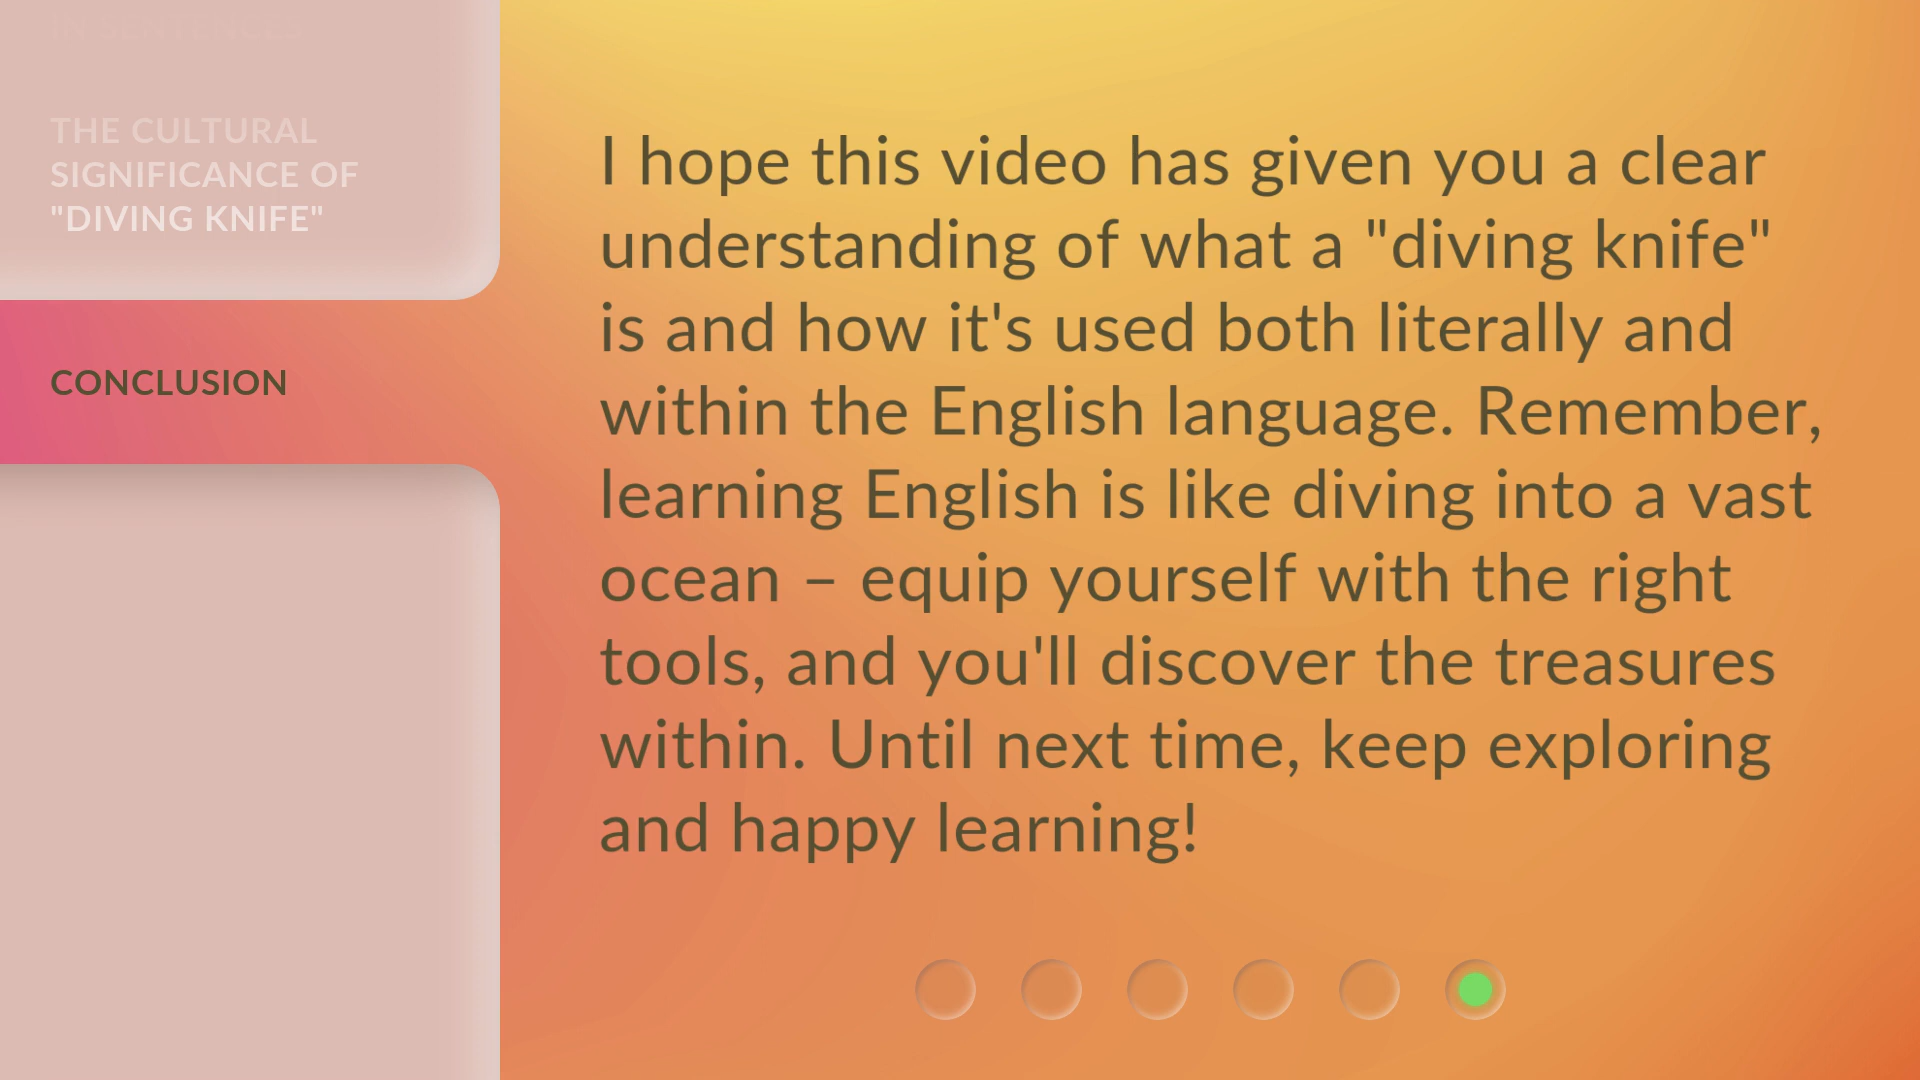 IN SENTENCES
THE CULTURAL
SIGNIFICANCE OF
"DIVING KNIFE"
CONCLUSION
I hope this video has given you a clear
understanding of what a "diving knife"
is and how it's used both literally and
within the English language. Remember,
learning English is like diving into a vast
ocean – equip yourself with the right
tools, and you'll discover the treasures
within. Until next time, keep exploring
and happy learning!